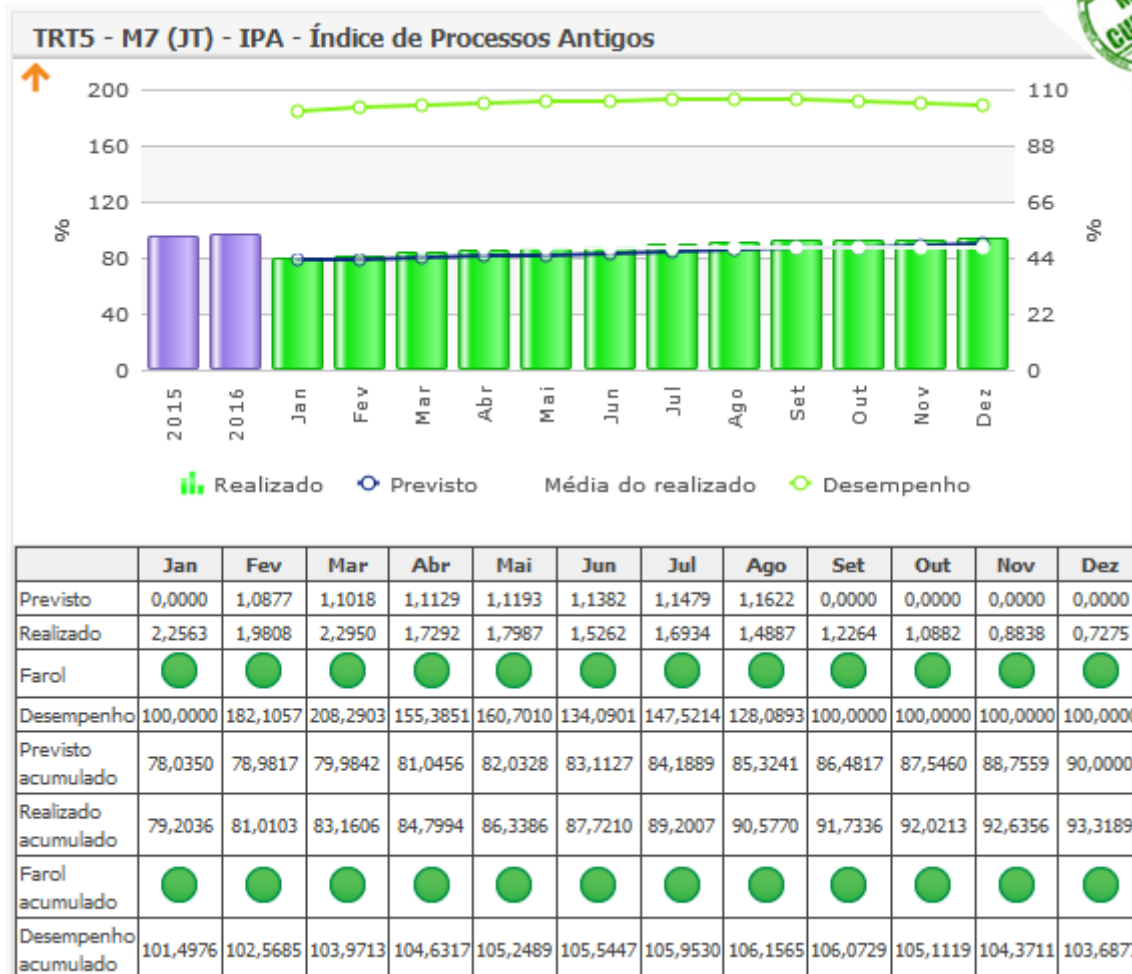 TRT5 - M7 (JT) - IPA - Índice de Processos Antigos
200 110
160 88
120 66
% %
80 44
40 22
0 0
2015 2016 Jan Fev Mar Abr Mai Jun Jul Ago Set Out Nov Dez
Realizado Previsto Média do realizado Desempenho
Jan Fev Mar Abr Mai Jun Jul Ago Set Out Nov Dez
Previsto 0,0000 1,0877 1,1018 1,1129 1,1193 1,1382 1,1479 1,1622 0,0000 0,0000 0,0000 0,0000
Realizado 2,2563 1,9808 2,2950 1,7292 1,7987 1,5262 1,6934 1,4887 1,2264 1,0882 0,8838 0,7275
Farol
Desempenho 100,0000 182,1057 208,2903 155,3851 160,7010 134,0901 147,5214 128,0893 100,0000 100,0000 100,0000 100,0000
Previsto
acumulado 78,0350 78,9817 79,9842 81,0456 82,0328 83,1127 84,1889 85,3241 86,4817 87,5460 88,7559 90,0000
Realizado
acumulado 79,2036 81,0103 83,1606 84,7994 86,3386 87,7210 89,2007 90,5770 91,7336 92,0213 92,6356 93,3189
Farol
acumulado
Desempenho
acumulado 101,4976 102,5685 103,9713 104,6317 105,2489 105,5447 105,9530 106,1565 106,0729 105,1119 104,3711